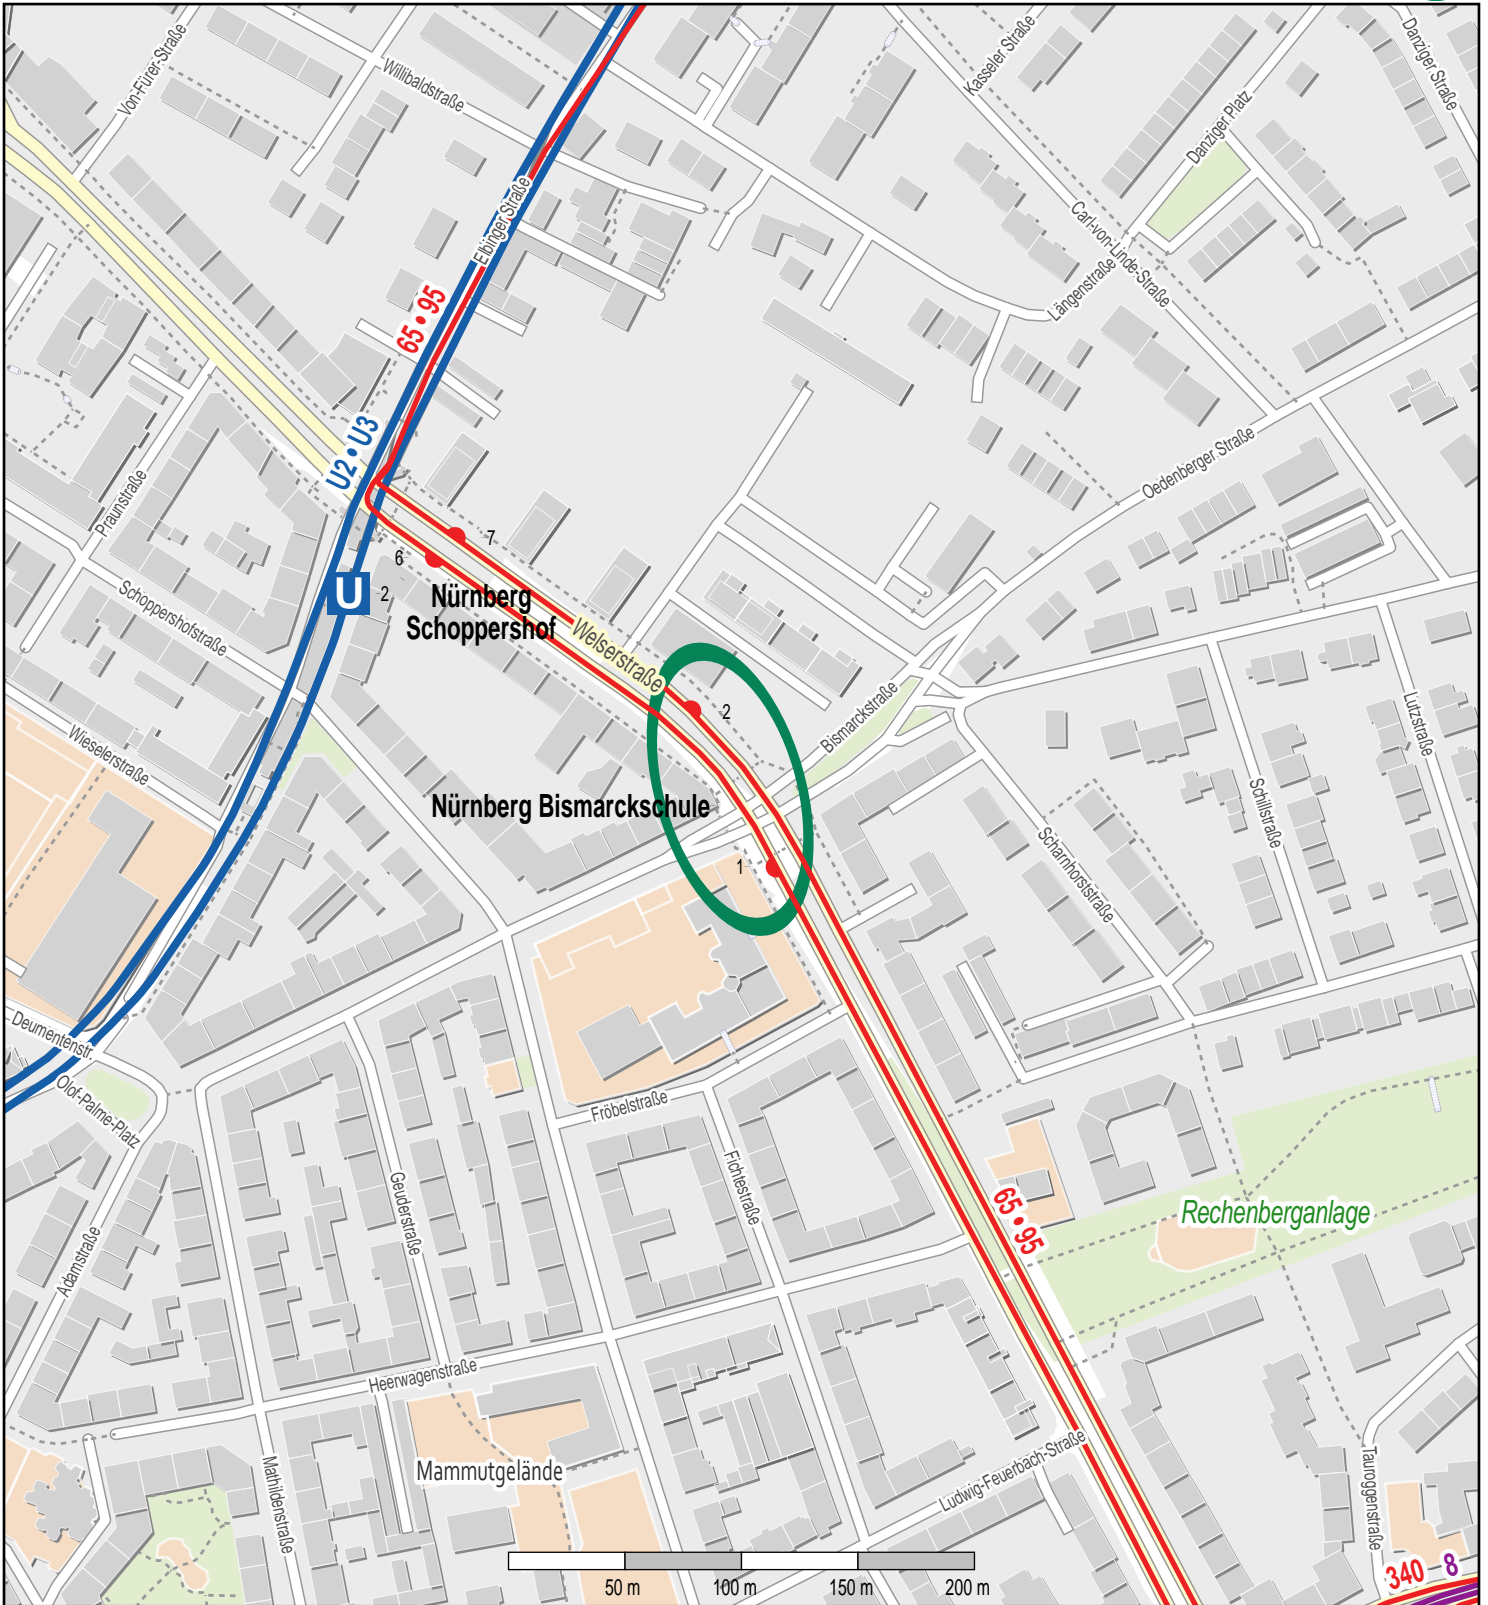 Von-Fürer-Straße
Willibaldstraße
Kasseler Straße
Danziger Straße
Danziger Platz
Elbinger Straße
Carl-von-Linde-Straße
Längenstraße
65 • 95
U2 • U3
Praunstraße
Oedenberger Straße
7
6
U
2
Nürnberg
Schoppershof
Schoppershofstraße
Welserstraße
2
Bismarckstraße
Wieselerstraße
Lutzstraße
Nürnberg Bismarckschule
Schillstraße
1
Scharnhorststraße
Deumentenstr.
Olof-Palme-Platz
Fröbelstraße
Fichtestraße
Geuderstraße
65 • 95
Rechenberganlage
Adamstraße
Heerwagenstraße
Mammutgelände
Mathildenstraße
Ludwig-Feuerbach-Straße
Tauroggenstraße
50 m
100 m
150 m
200 m
340
8